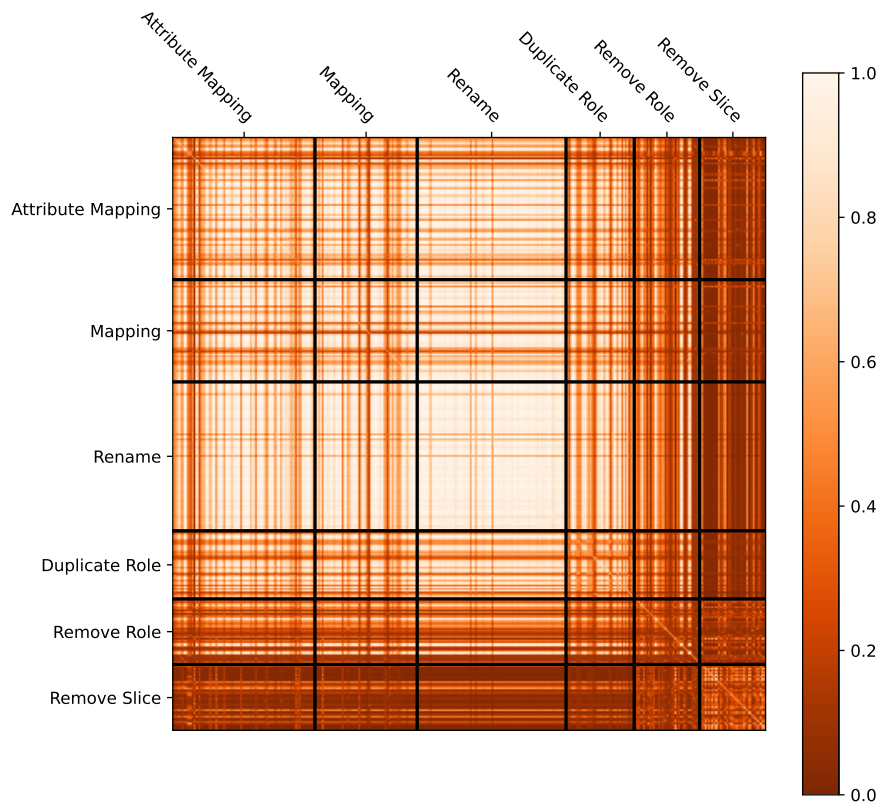 Attribute Mapping
Mapping
Rename
Duplicate Role
Remove Role
Remove Slice
Attribute Mapping
Mapping
Rename
Duplicate Role
Remove Role
Remove Slice
1.0
0.8
0.6
0.4
0.2
0.0